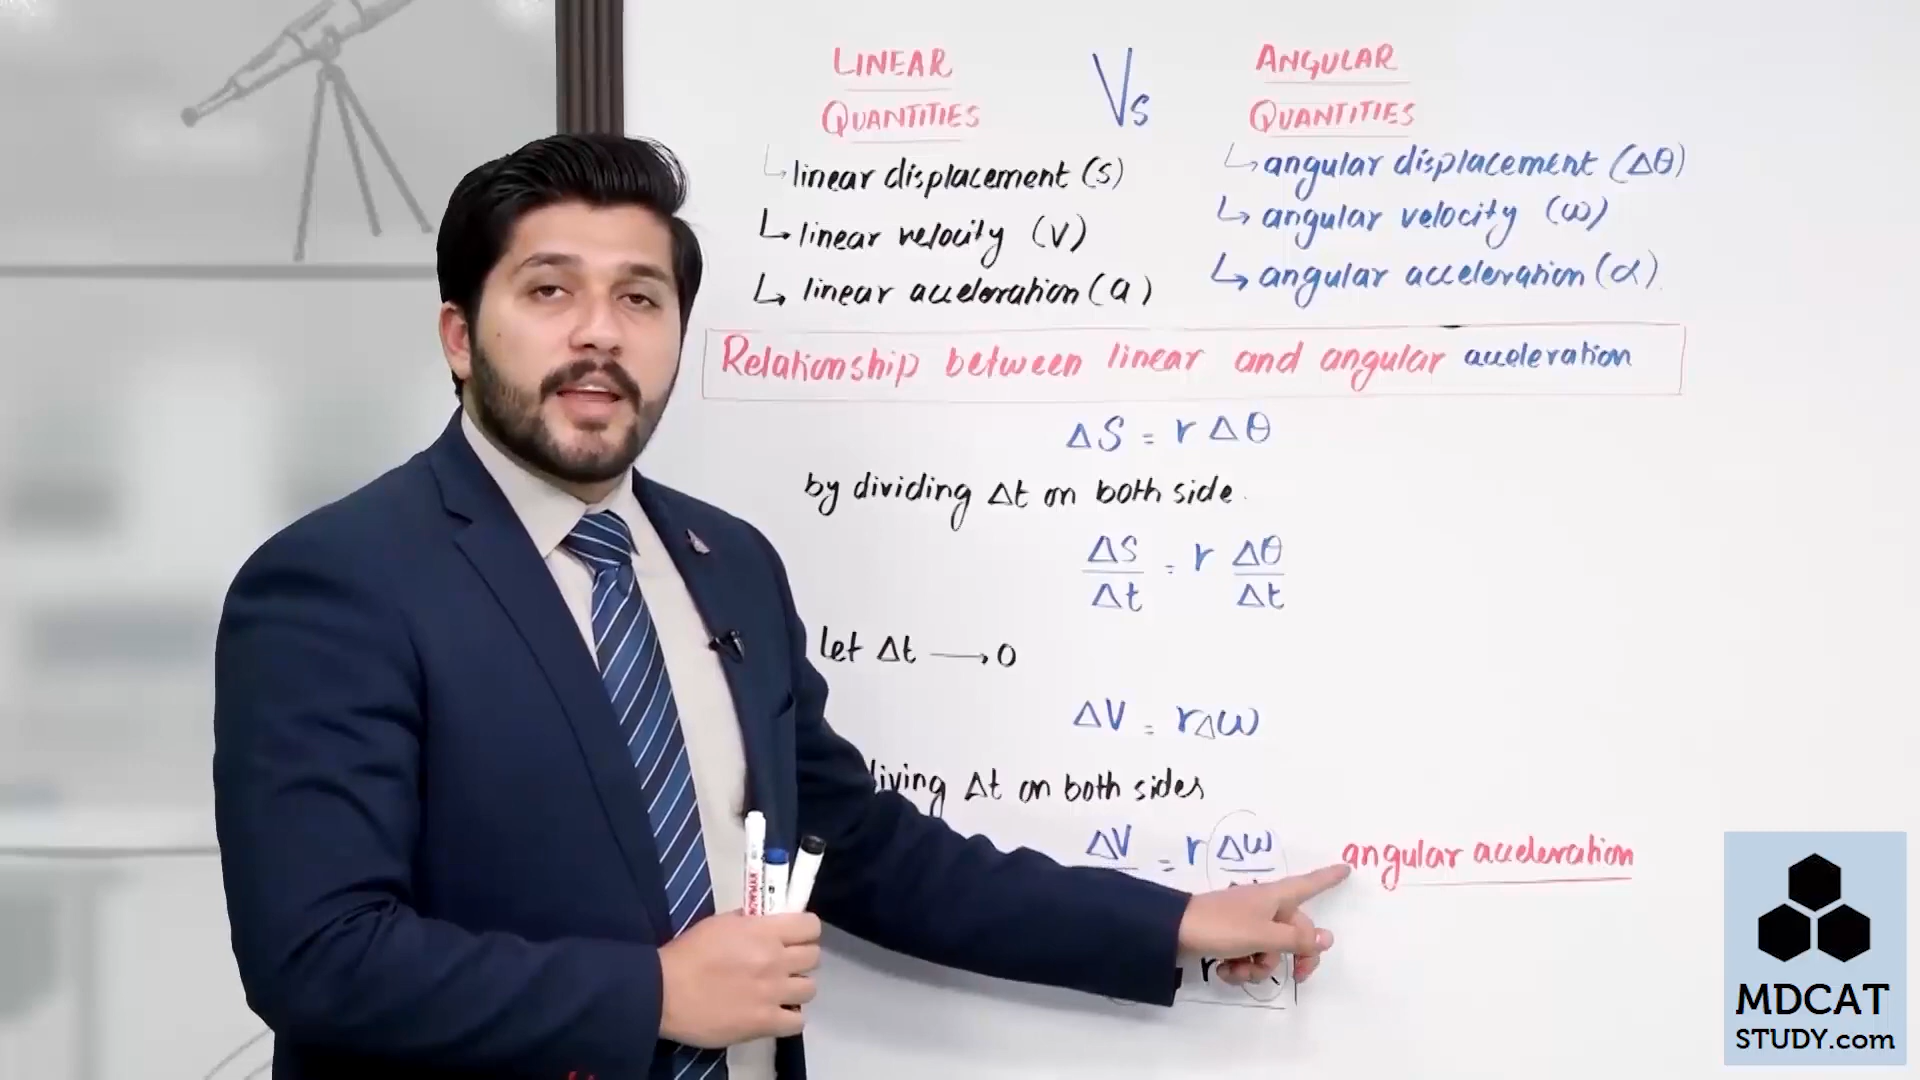 LINEAR QUANTITIES
Vs
ANGULAR QUANTITIES
linear displacement (s)
linear velocity (v)
linear acceleration (a)
angular displacement (Δθ)
angular velocity (ω)
angular acceleration (α)
Relationship between linear and angular acceleration
ΔS = r Δθ
by dividing Δt on both side.
ΔS/Δt = r Δθ/Δt
let Δt → 0
ΔV = rΔω
Δt on both sides
ΔV = r Δω
angular acceleration
r
MDCAT
STUDY.com